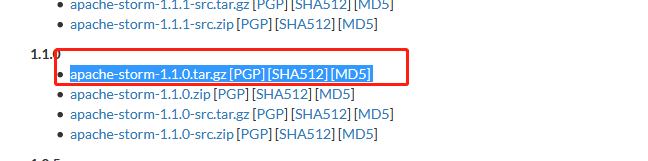 apache-storm-1.1.1-src.tar.gz [PGP] [SHA512] [MD5]
apache-storm-1.1.1-src.zip [PGP] [SHA512] [MD5]
1.1.0
apache-storm-1.1.0.tar.gz [PGP] [SHA512] [MD5]
apache-storm-1.1.0.zip [PGP] [SHA512] [MD5]
apache-storm-1.1.0-src.tar.gz [PGP] [SHA512] [MD5]
apache-storm-1.1.0-src.zip [PGP] [SHA512] [MD5]